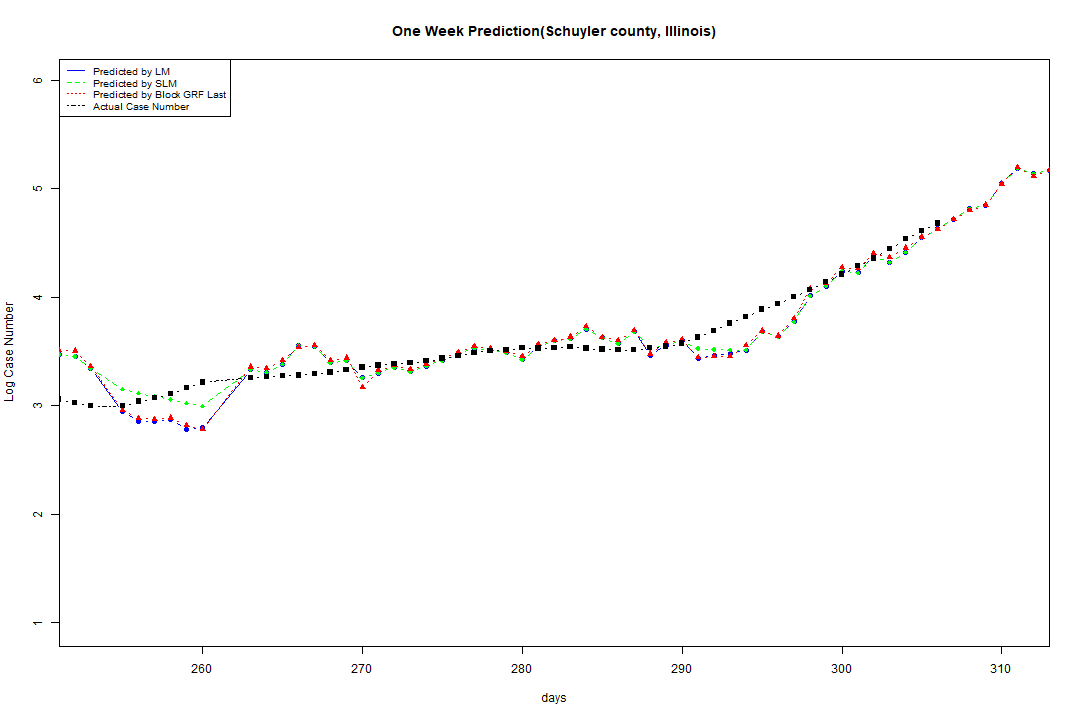 One Week Prediction(Schuyler county, Illinois)
Predicted by LM
Predicted by SLM
Predicted by Block GRF Last
Actual Case Number
6
5
4
3
2
1
Log Case Number
260 270 280 290 300 310
days